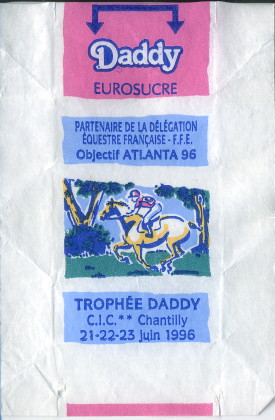 Daddy
EUROSUCRE
PARTENAIRE DE LA DÉLÉGATION
ÉQUESTRE FRANÇAISE - F.F.E.
Objectif ATLANTA 96
TROPHÉE DADDY
C.I.C.** Chantilly
21-22-23 juin 1996